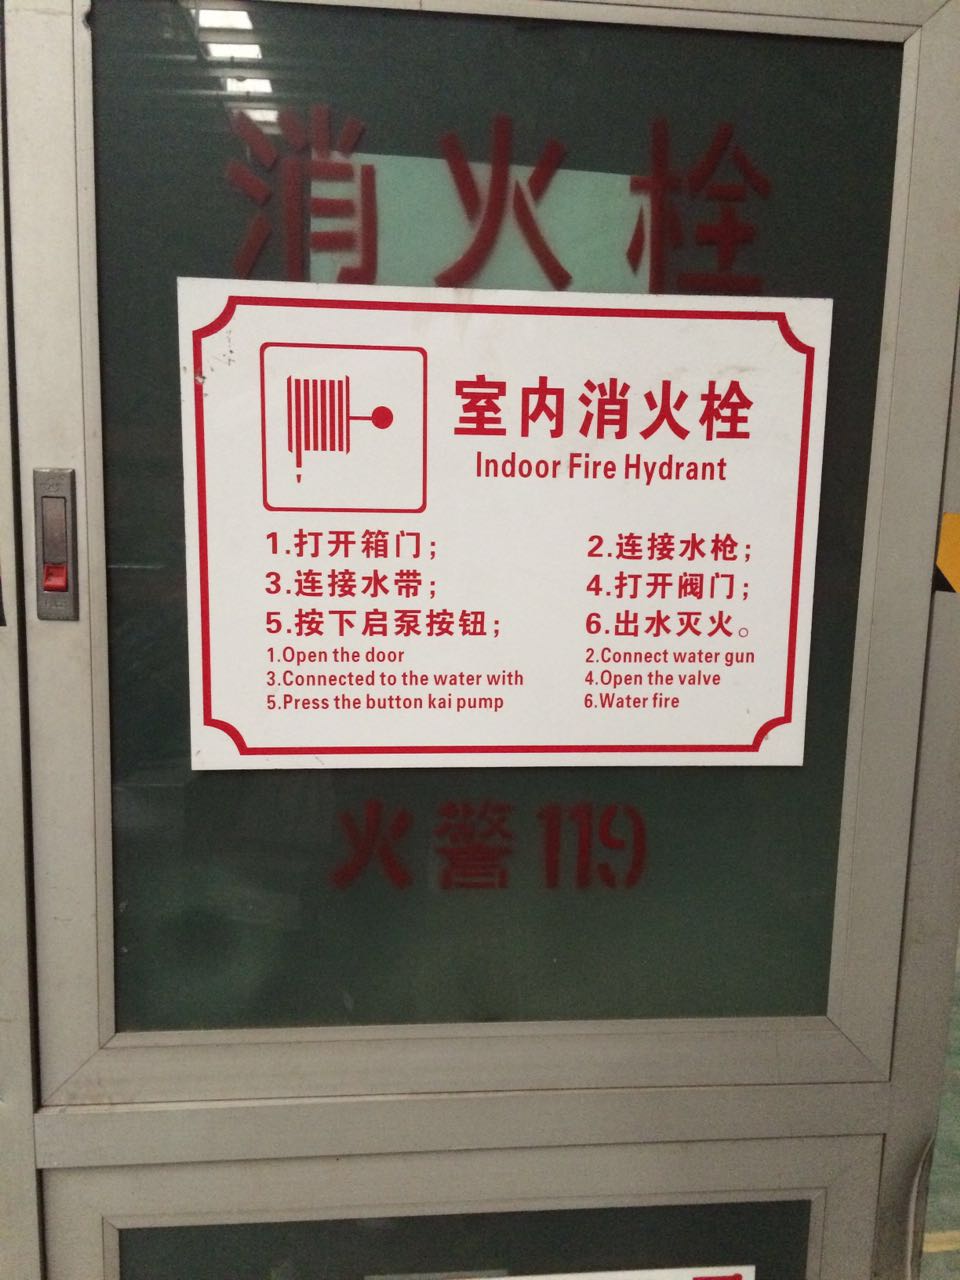 消火栓
室内消火栓
Indoor Fire Hydrant
1.打开箱门； 2.连接水枪；
3.连接水带； 4.打开阀门；
5.按下启泵按钮； 6.出水灭火。
1.Open the door 2.Connect water gun
3.Connected to the water with 4.Open the valve
5.Press the button kai pump 6.Water fire
火警119